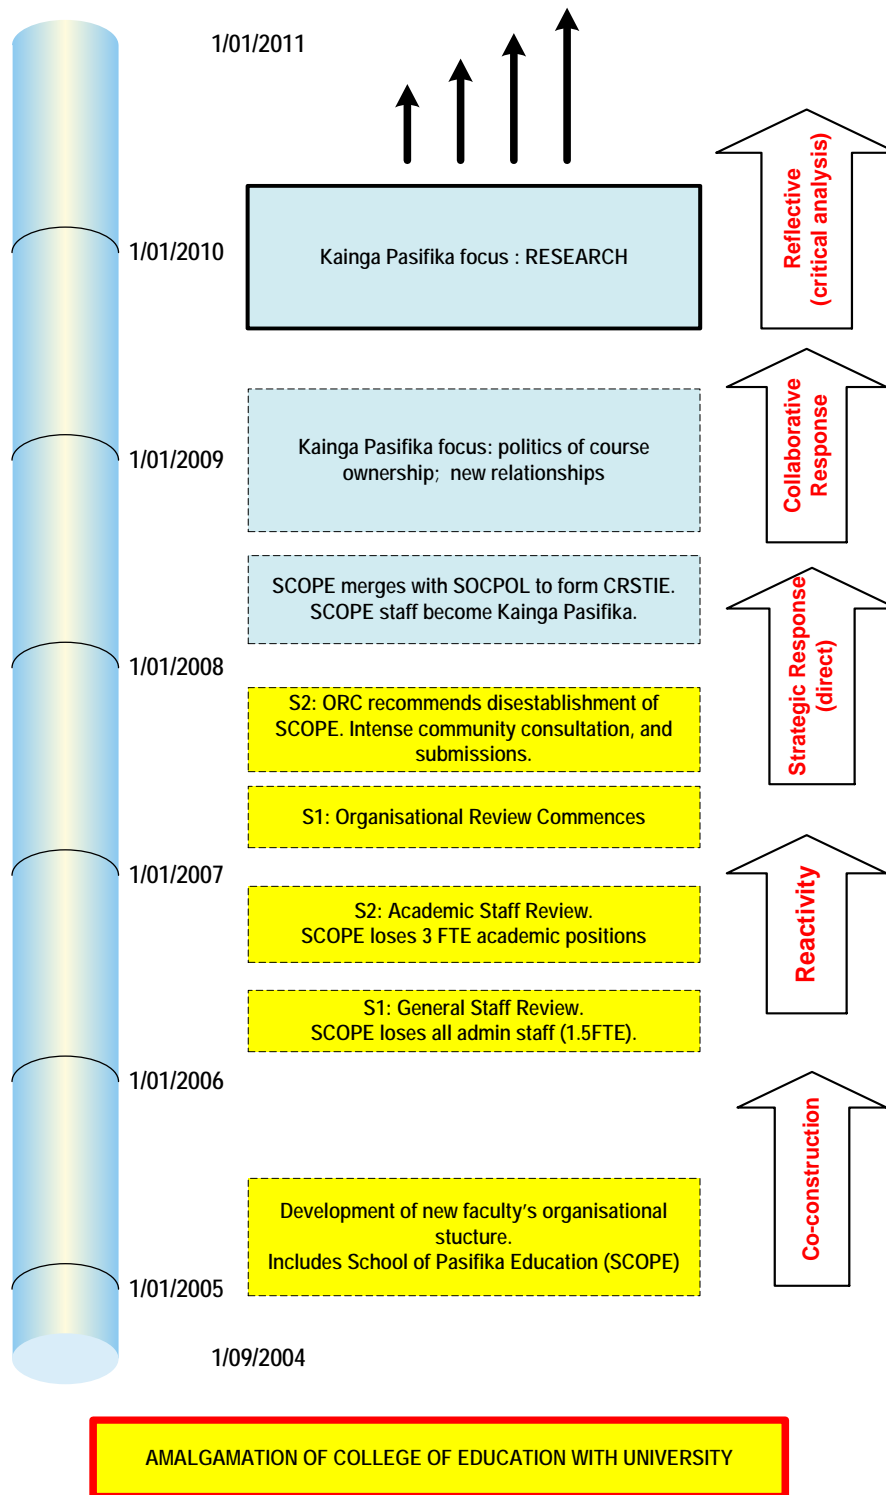 1/01/2011
1/01/2010
Kainga Pasifika focus : RESEARCH
Reflective
(critical analysis)
1/01/2009
Kainga Pasifika focus: politics of course
ownership; new relationships
Collaborative
Response
SCOPE merges with SOCPOL to form CRSTIE.
SCOPE staff become Kainga Pasifika.
1/01/2008
Strategic Response
(direct)
S2: ORC recommends disestablishment of
SCOPE. Intense community consultation, and
submissions.
S1: Organisational Review Commences
1/01/2007
S2: Academic Staff Review.
SCOPE loses 3 FTE academic positions
Reactivity
S1: General Staff Review.
SCOPE loses all admin staff (1.5FTE).
1/01/2006
Co-construction
Development of new faculty's organisational
stucture.
Includes School of Pasifika Education (SCOPE)
1/01/2005
1/09/2004
AMALGAMATION OF COLLEGE OF EDUCATION WITH UNIVERSITY